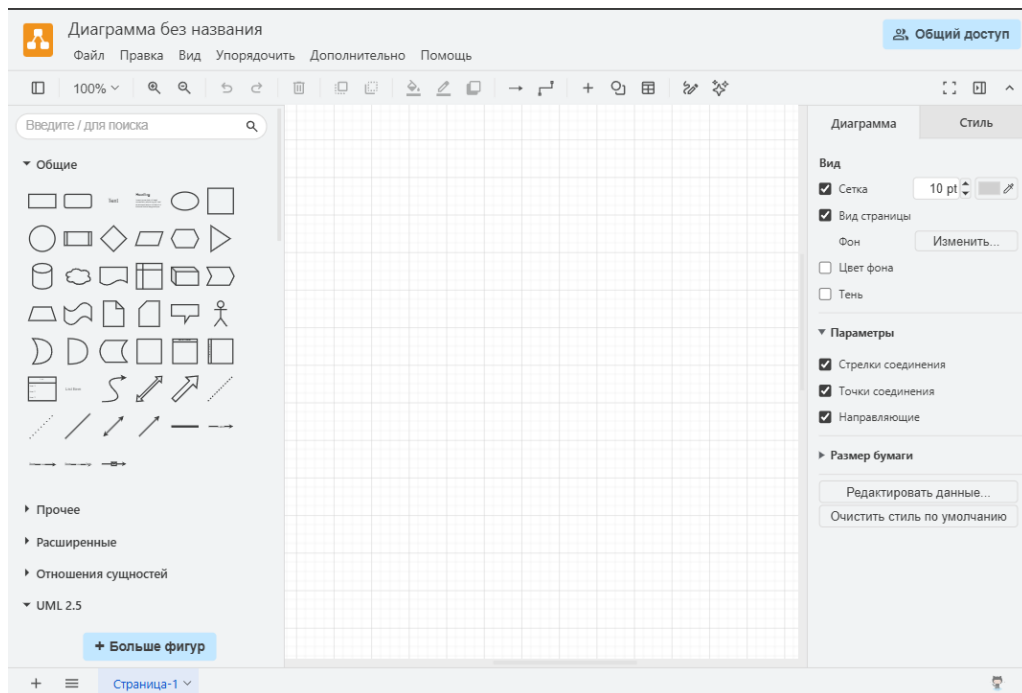 Диаграмма без названия
Общий доступ
Файл Правка Вид Упорядочить Дополнительно Помощь
100%
Введите / для поиска
Диаграмма Стиль
Общие
Text
Heading
Вид
Сетка 10 pt
Вид страницы
Фон Изменить...
Цвет фона
Тень
Параметры
Стрелки соединения
Точки соединения
Направляющие
Размер бумаги
Редактировать данные...
Очистить стиль по умолчанию
Прочее
Расширенные
Отношения сущностей
UML 2.5
+ Больше фигур
Страница-1